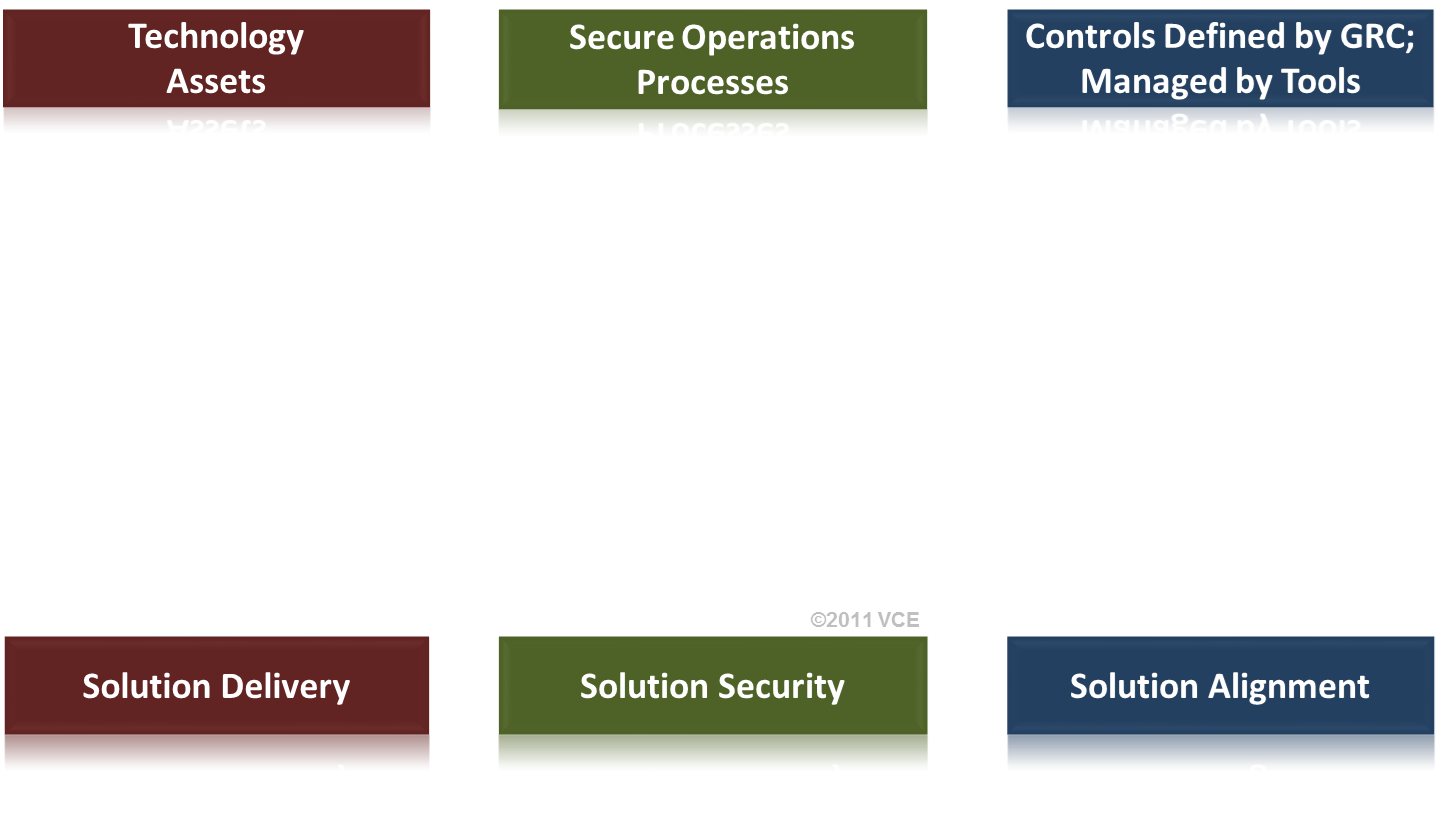 Technology
Assets
Secure Operations
Processes
Controls Defined by GRC;
Managed by Tools
©2011 VCE
Solution Delivery
Solution Security
Solution Alignment